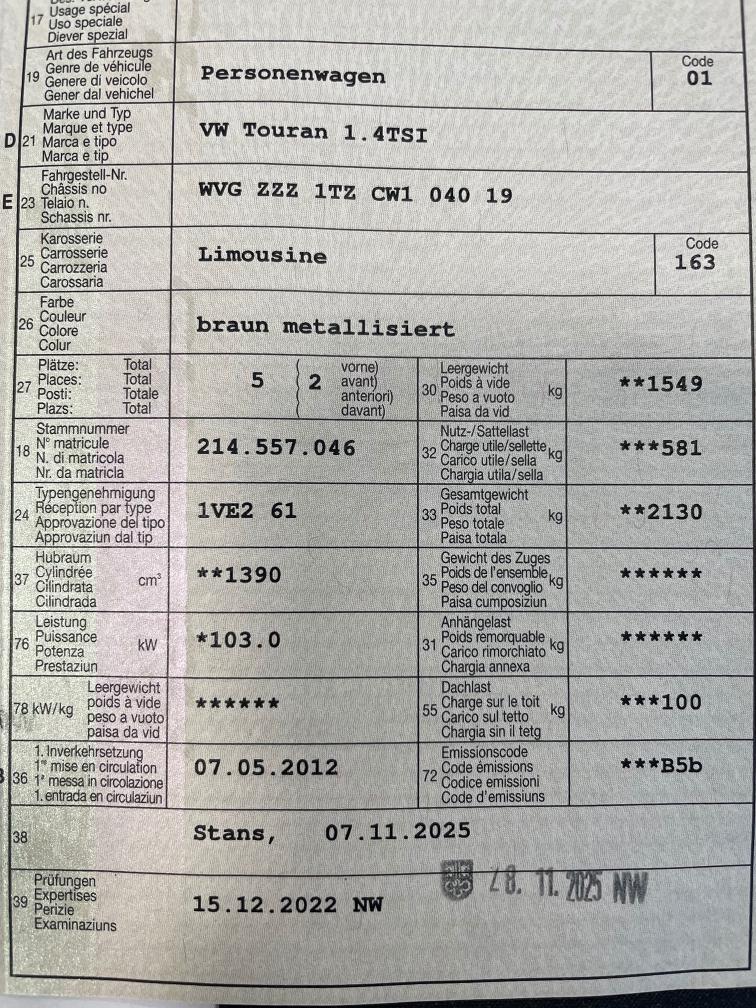 17 Usage spécial
Uso speciale
Diever spezial
19 Art des Fahrzeugs
Genre de véhicule
Genere di veicolo
Gener dal vehichel
Personenwagen
Code
01
D 21 Marke und Typ
Marque et type
Marca e tipo
Marca e tip
VW Touran 1.4TSI
E 23 Fahrgestell-Nr.
Châssis no
Telaio n.
Schassis nr.
WVG ZZZ 1TZ CW1 040 19
25 Karosserie
Carrosserie
Carrozzeria
Carossaria
Limousine
Code
163
26 Farbe
Couleur
Colore
Colur
braun metallisiert
27 Plätze: Total
Places: Total
Posti: Totale
Plazs: Total
5 ( 2 vorne)
( avant)
( anteriori)
( davant)
30 Leergewicht
Poids à vide
Peso a vuoto
Paisa da vid
kg
**1549
18 Stammnummer
N° matricule
N. di matricola
Nr. da matricla
214.557.046
32 Nutz-/Sattellast
Charge utile/sellette
Carico utile/sella
Chargia utila/sella
kg
***581
24 Typengenehmigung
Réception par type
Approvazione del tipo
Approvaziun dal tip
1VE2 61
33 Gesamtgewicht
Poids total
Peso totale
Paisa totala
kg
**2130
37 Hubraum
Cylindrée
Cilindrata
Cilindrada
cm³
**1390
35 Gewicht des Zuges
Poids de l'ensemble
Peso del convoglio
Paisa cumposiziun
kg
******
76 Leistung
Puissance
Potenza
Prestaziun
kW
*103.0
31 Anhängelast
Poids remorquable
Carico rimorchiato
Chargia annexa
kg
******
78 kW/kg Leergewicht
poids à vide
peso a vuoto
paisa da vid
******
55 Dachlast
Charge sur le toit
Carico sul tetto
Chargia sin il tetg
kg
***100
36 1. Inverkehrsetzung
1re mise en circulation
1a messa in circolazione
1. entrada en circulaziun
07.05.2012
72 Emissionscode
Code émissions
Codice emissioni
Code d'emissiuns
***B5b
38 Stans, 07.11.2025
39 Prüfungen
Expertises
Perizie
Examinaziuns
15.12.2022 NW
28. 11. 2025 NW